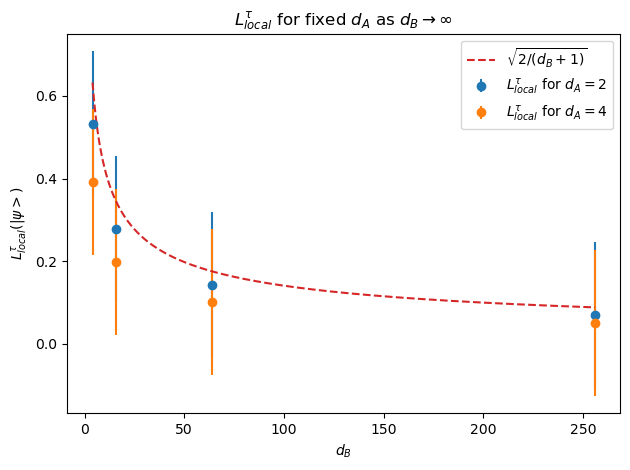 $L^{\tau}_{local}$ for fixed $d_A$ as $d_B \to \infty$
$\sqrt{2/(d_B+1)}$
$L^{\tau}_{local}$ for $d_A = 2$
$L^{\tau}_{local}$ for $d_A = 4$
$L^{\tau}_{local}(|\psi>)$
0.6
0.4
0.2
0.0
0 50 100 150 200 250
$d_B$